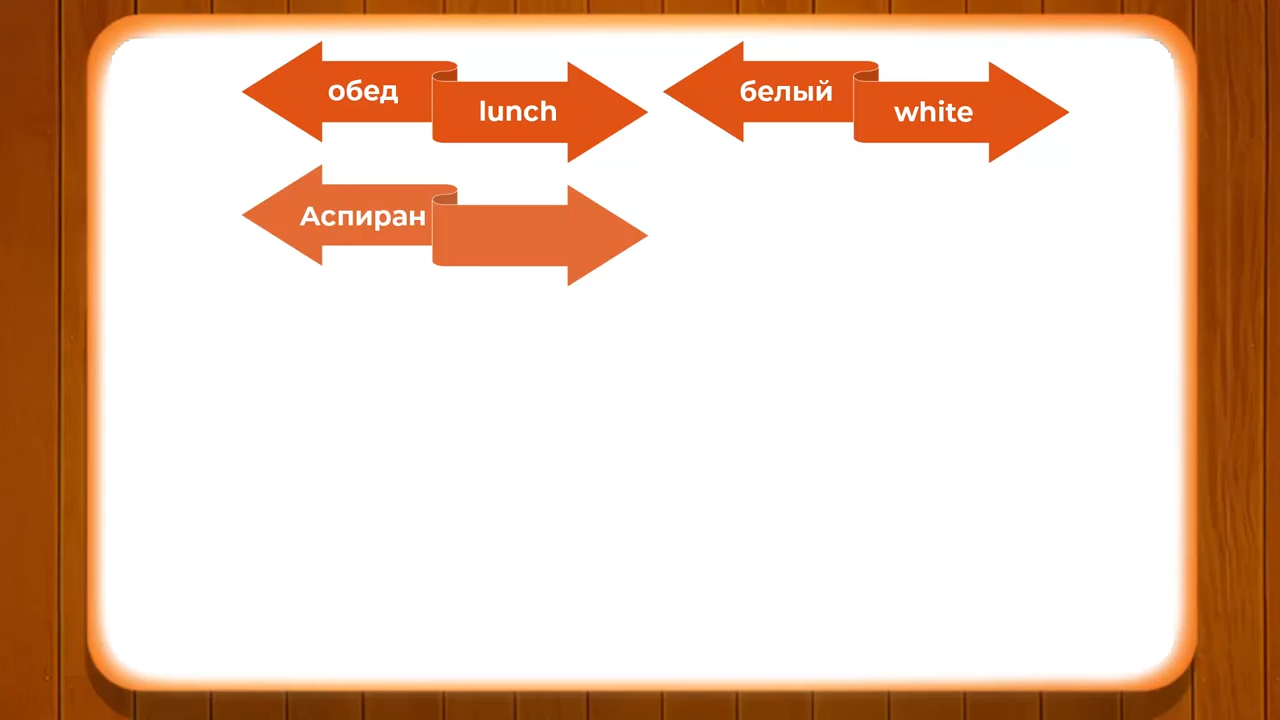 обед
lunch
белый
white
Аспиран